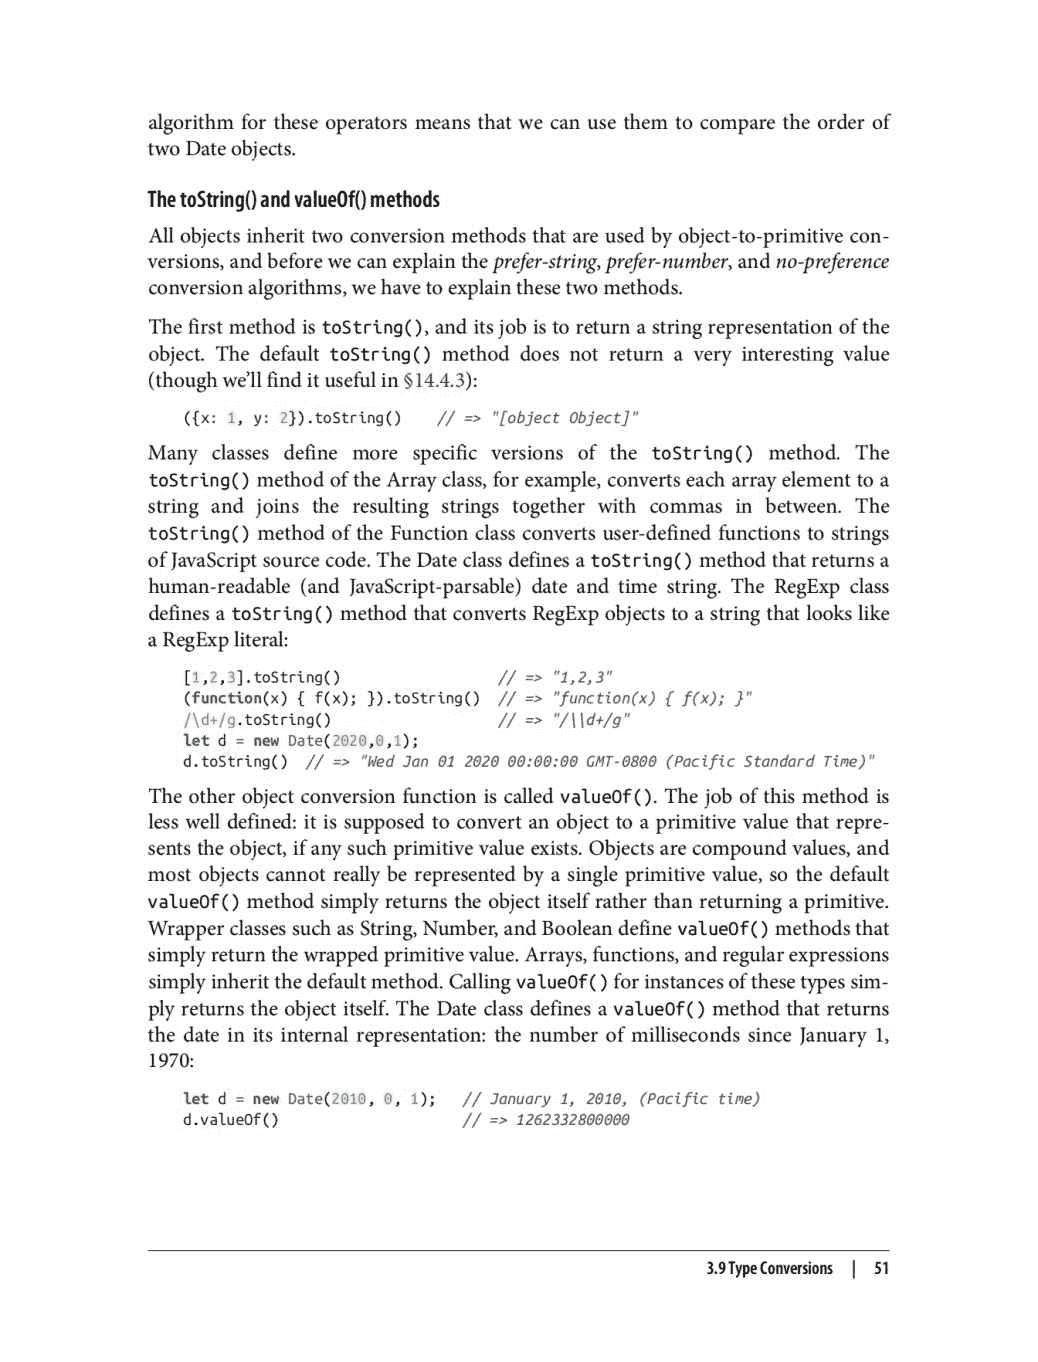 algorithm for these operators means that we can use them to compare the order of
two Date objects.
The toString() and valueOf() methods
All objects inherit two conversion methods that are used by object-to-primitive con-
versions, and before we can explain the prefer-string, prefer-number, and no-preference
conversion algorithms, we have to explain these two methods.
The first method is toString(), and its job is to return a string representation of the
object. The default toString() method does not return a very interesting value
(though we’ll find it useful in §14.4.3):
({x: 1, y: 2}).toString()    // => "[object Object]"
Many classes define more specific versions of the toString() method. The
toString() method of the Array class, for example, converts each array element to a
string and joins the resulting strings together with commas in between. The
toString() method of the Function class converts user-defined functions to strings
of JavaScript source code. The Date class defines a toString() method that returns a
human-readable (and JavaScript-parsable) date and time string. The RegExp class
defines a toString() method that converts RegExp objects to a string that looks like
a RegExp literal:
[1,2,3].toString()                  // => "1,2,3"
(function(x) { f(x); }).toString()  // => "function(x) { f(x); }"
/\d+/g.toString()                   // => "/\\d+/g"
let d = new Date(2020,0,1);
d.toString()  // => "Wed Jan 01 2020 00:00:00 GMT-0800 (Pacific Standard Time)"
The other object conversion function is called valueOf(). The job of this method is
less well defined: it is supposed to convert an object to a primitive value that repre-
sents the object, if any such primitive value exists. Objects are compound values, and
most objects cannot really be represented by a single primitive value, so the default
valueOf() method simply returns the object itself rather than returning a primitive.
Wrapper classes such as String, Number, and Boolean define valueOf() methods that
simply return the wrapped primitive value. Arrays, functions, and regular expressions
simply inherit the default method. Calling valueOf() for instances of these types sim-
ply returns the object itself. The Date class defines a valueOf() method that returns
the date in its internal representation: the number of milliseconds since January 1,
1970:
let d = new Date(2010, 0, 1);   // January 1, 2010, (Pacific time)
d.valueOf()                     // => 1262332800000
3.9 Type Conversions | 51